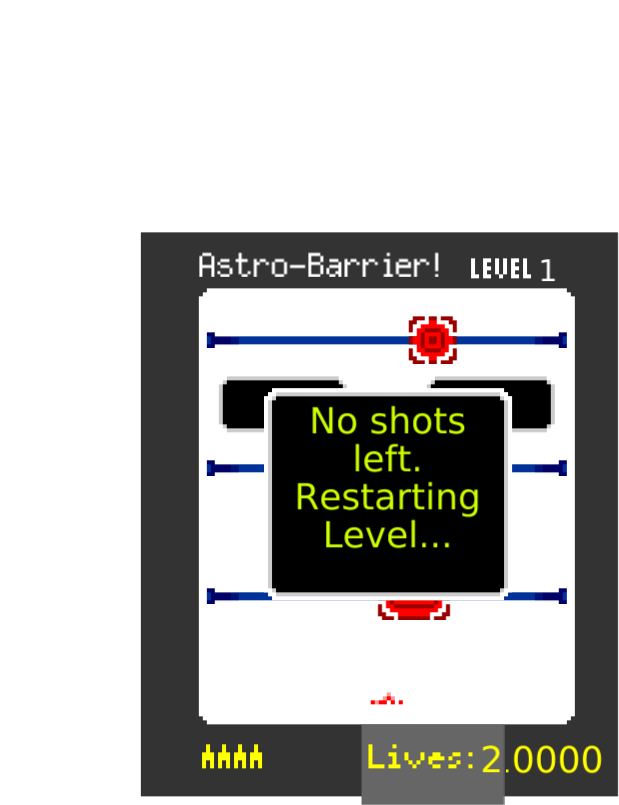 Astro-Barrier! LEVEL 1
No shots
left.
Restarting
Level...
Lives:2.0000